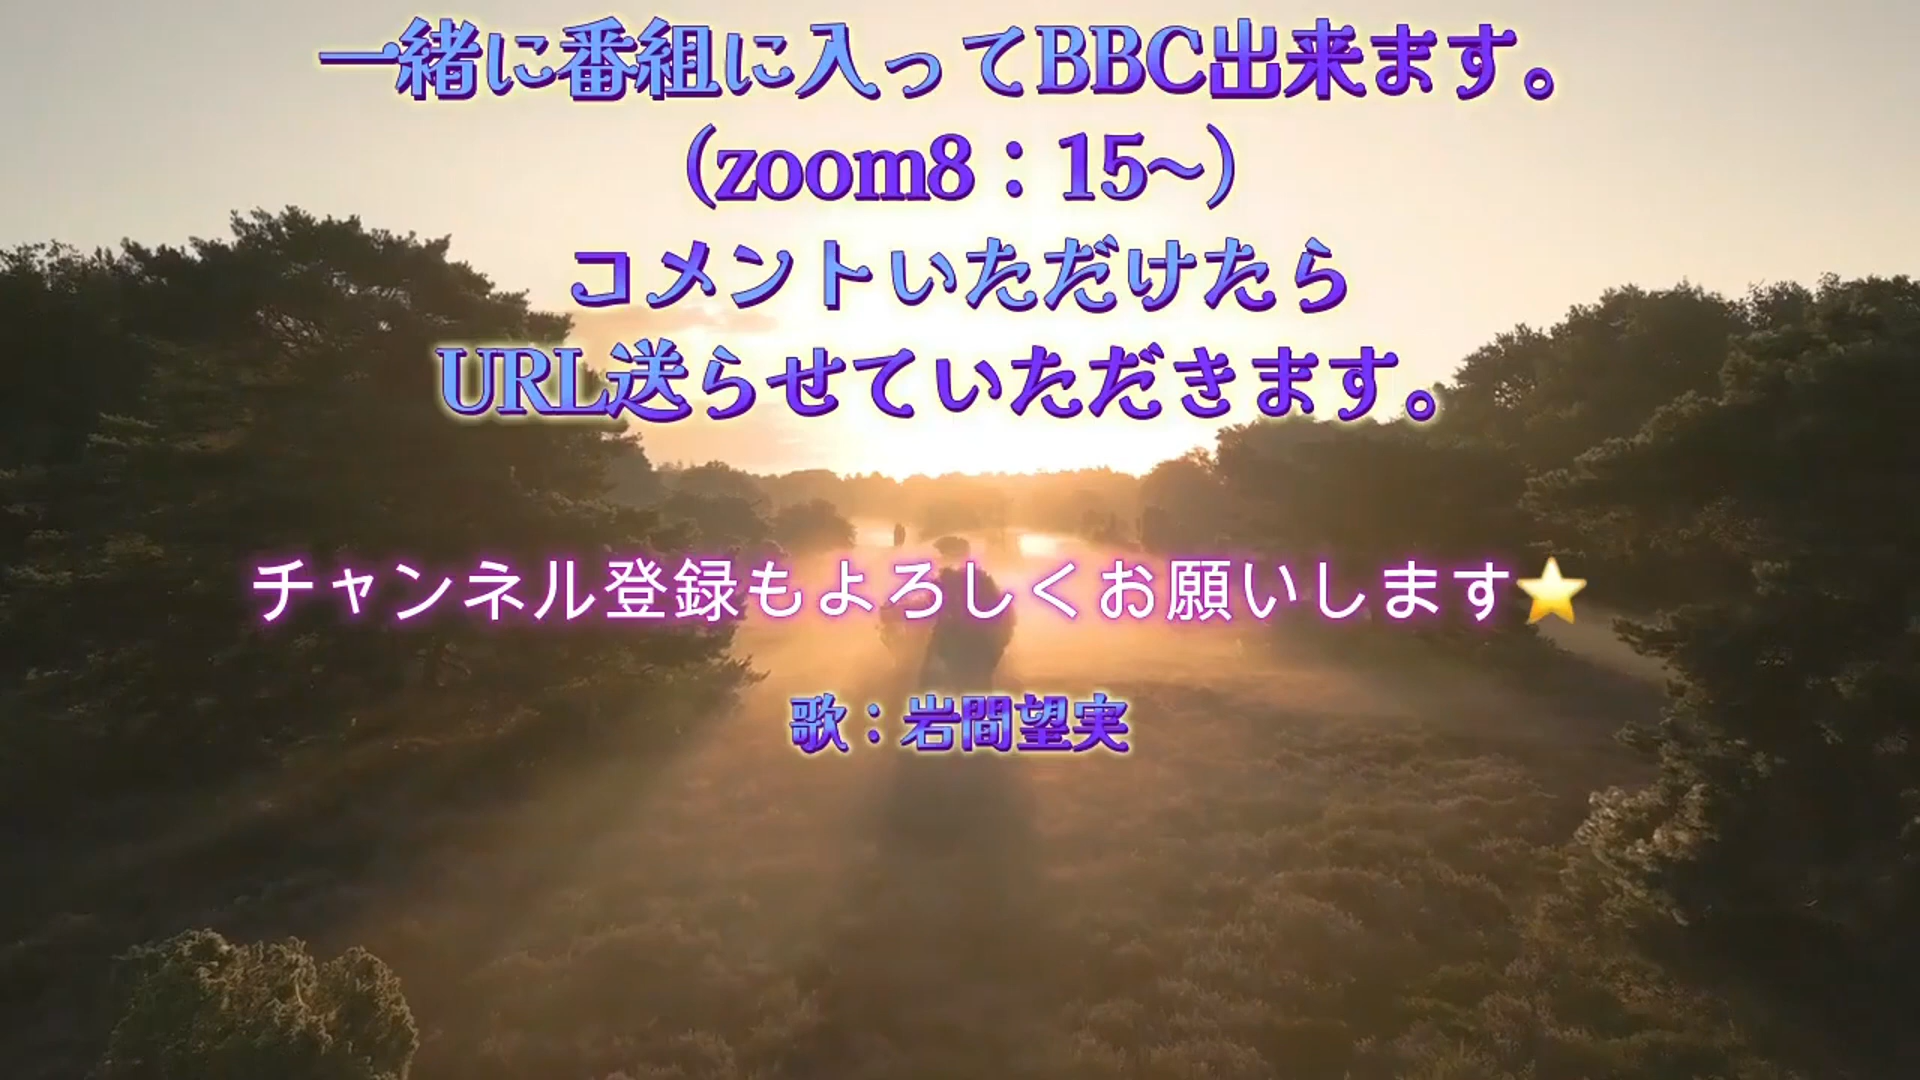 一緒に番組に入ってBBC出来ます。
（zoom8：15~）
コメントいただけたら
URL送らせていただきます。
チャンネル登録もよろしくお願いします⭐
歌：岩間望実